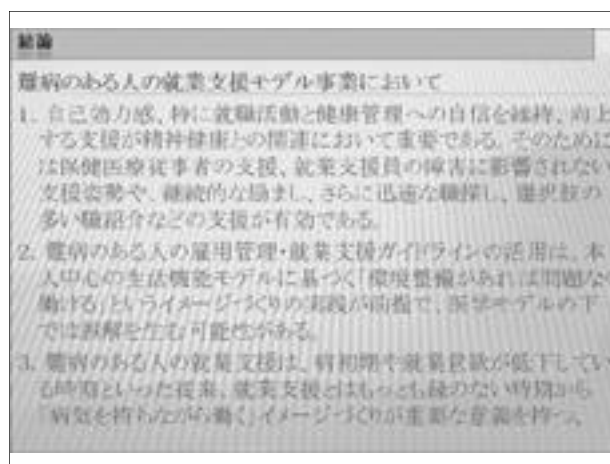 結論
難病のある人の就業支援モデル事業において
1. 自己効力感、特に就職活動と健康管理への自信を維持、向上
する支援が精神健康との関連において重要である。そのために
は保健医療従事者の支援、就業支援員の障害に影響されない
支援姿勢や、継続的な励まし、さらに迅速な職探し、選択肢の
多い職紹介などの支援が有効である。
2. 難病のある人の雇用管理・就業支援ガイドラインの活用は、本
人中心の生活機能モデルに基づく「環境整備があれば問題な
働ける」というイメージづくりの実践が前提で、医学モデルの下
では誤解を生む可能性がある。
3. 難病のある人の就業支援は、病初期や就業意欲が低下してい
る時期といった従来、就業支援とはもっとも縁のない時期から
「病気を持ちながら働く」イメージづくりが重要な意義を持つ。